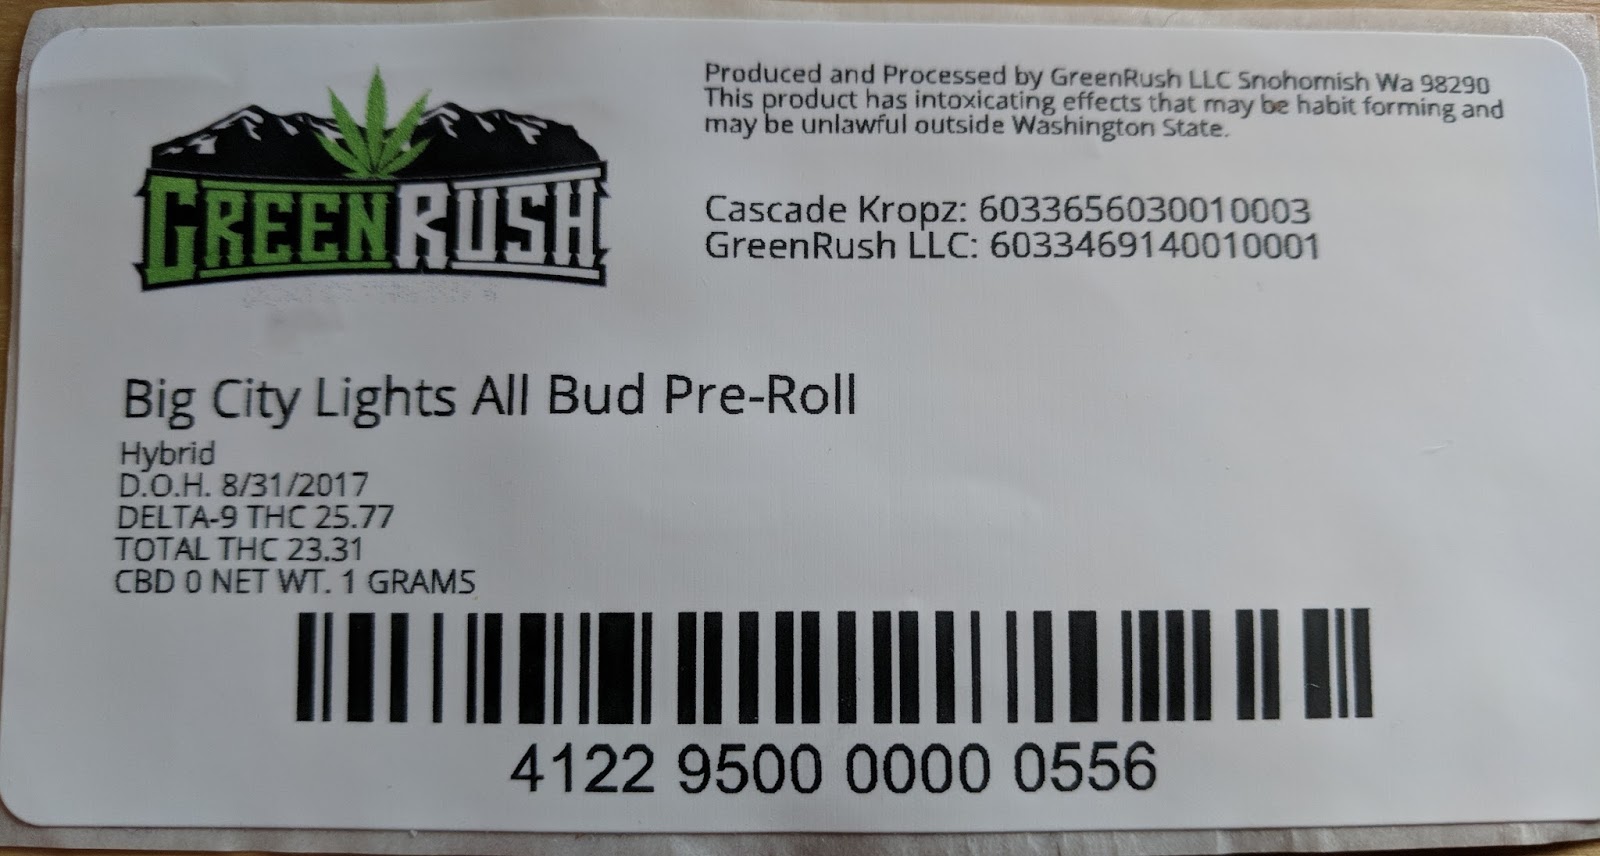 GREENRUSH
Produced and Processed by GreenRush LLC Snohomish Wa 98290
This product has intoxicating effects that may be habit forming and
may be unlawful outside Washington State.
Cascade Kropz: 6033656030010003
GreenRush LLC: 6033469140010001
Big City Lights All Bud Pre-Roll
Hybrid
D.O.H. 8/31/2017
DELTA-9 THC 25.77
TOTAL THC 23.31
CBD 0 NET WT. 1 GRAMS
4122 9500 0000 0556